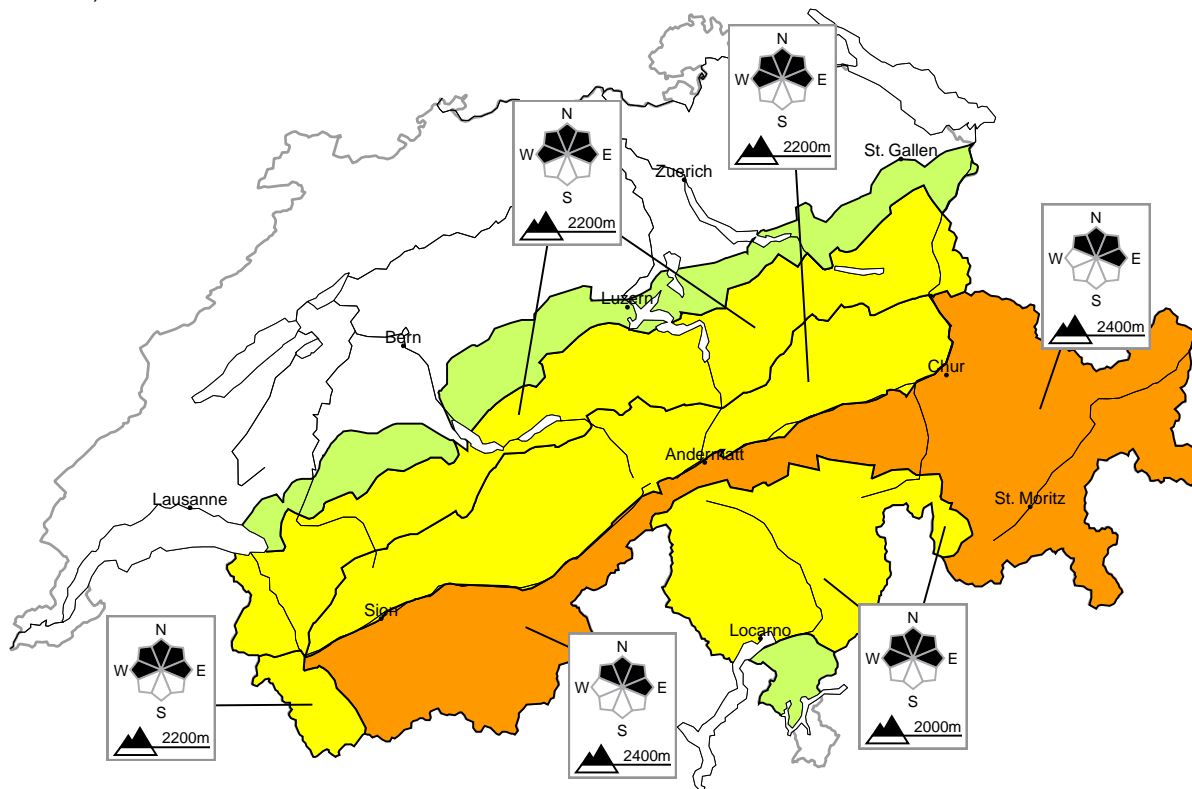 N
W E
S
2200m
N
W E
S
2200m
St. Gallen
Zuerich
N
W E
S
2400m
Luzern
Bern
Chur
Andermatt
Lausanne
St. Moritz
Sion
Locarno
N
W E
S
2200m
N
W E
S
2400m
N
W E
S
2000m